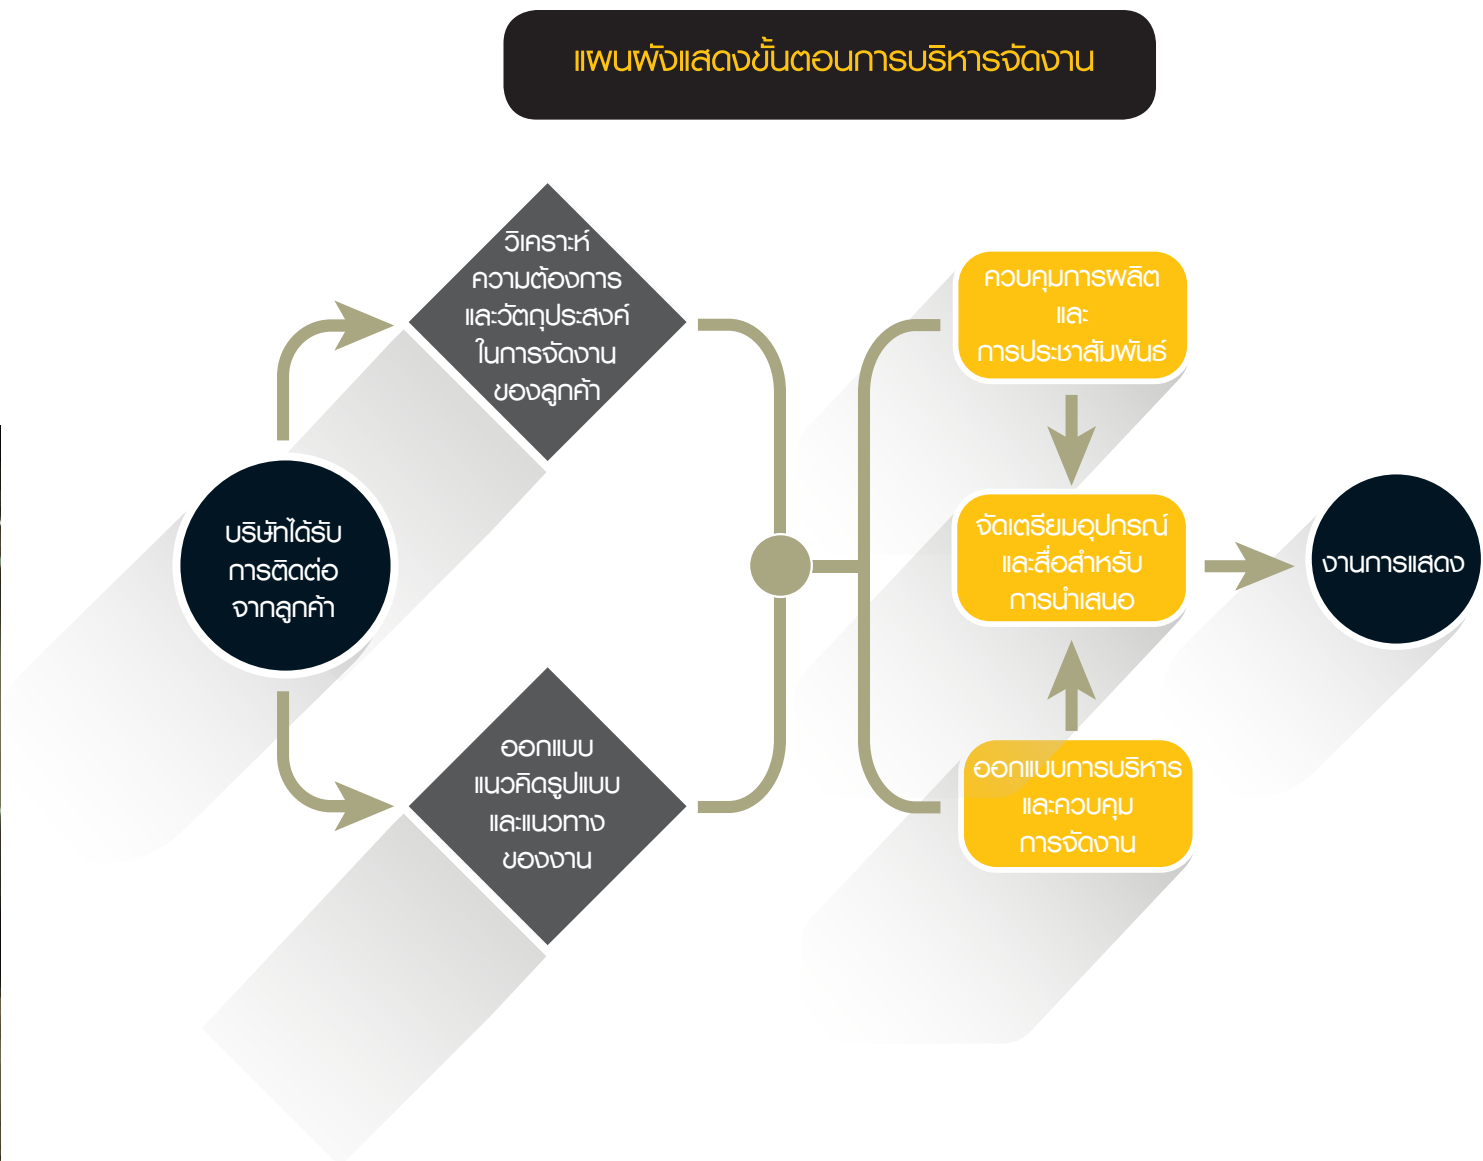 แผนผังแสดงขั้นตอนการบริหารจัดงาน
วิเคราะห์
ความต้องการ
และวัตถุประสงค์
ในการจัดงาน
ของลูกค้า
ควบคุมการผลิต
และ
การประชาสัมพันธ์
บริษัทได้รับ
การติดต่อ
จากลูกค้า
จัดเตรียมอุปกรณ์
และสื่อสำหรับ
การนำเสนอ
งานการแสดง
ออกแบบ
แนวคิดรูปแบบ
และแนวทาง
ของงาน
ออกแบบการบริหาร
และควบคุม
การจัดงาน